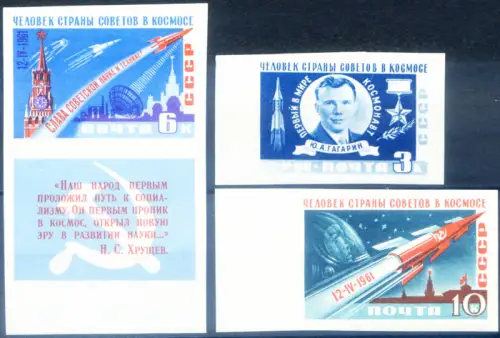 ЧЕЛОВЕК СТРАНЫ СОВЕТОВ В КОСМОСЕ
12-IV-1961
СЛАВА СОВЕТСКОЙ НАУКЕ И ТЕХНИКЕ!
СССР
ПОЧТА 6К
«НАШ НАРОД ПЕРВЫМ
ПРОЛОЖИЛ ПУТЬ К СОЦИА-
ЛИЗМУ. ОН ПЕРВЫМ ПРОНИК
В КОСМОС, ОТКРЫЛ НОВУЮ
ЭРУ В РАЗВИТИИ НАУКИ...»
Н. С. ХРУЩЕВ.
ЧЕЛОВЕК СТРАНЫ СОВЕТОВ В КОСМОСЕ
ПЕРВЫЙ В МИРЕ
КОСМОНАВТ
Ю.А.ГАГАРИН
СССР
ПОЧТА 3К
ЧЕЛОВЕК СТРАНЫ СОВЕТОВ В КОСМОСЕ
12-IV-1961
ПОЧТА 10